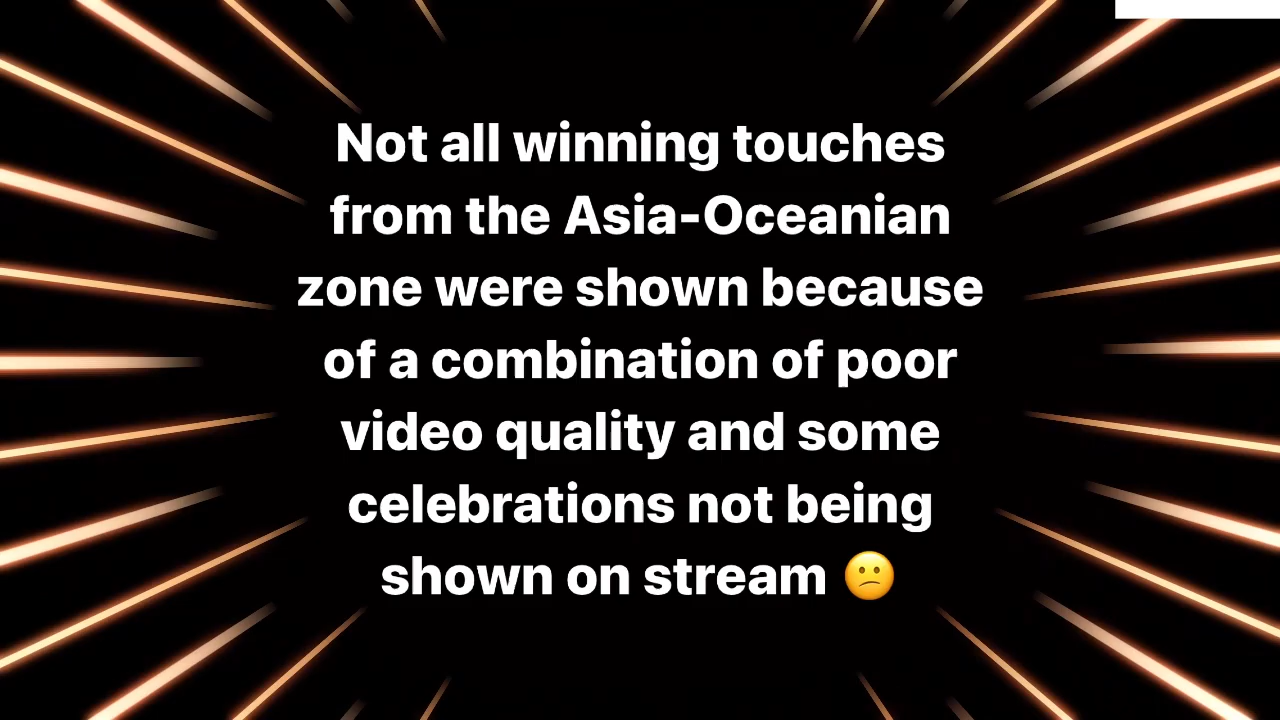 Not all winning touches
from the Asia-Oceanian
zone were shown because
of a combination of poor
video quality and some
celebrations not being
shown on stream 😕